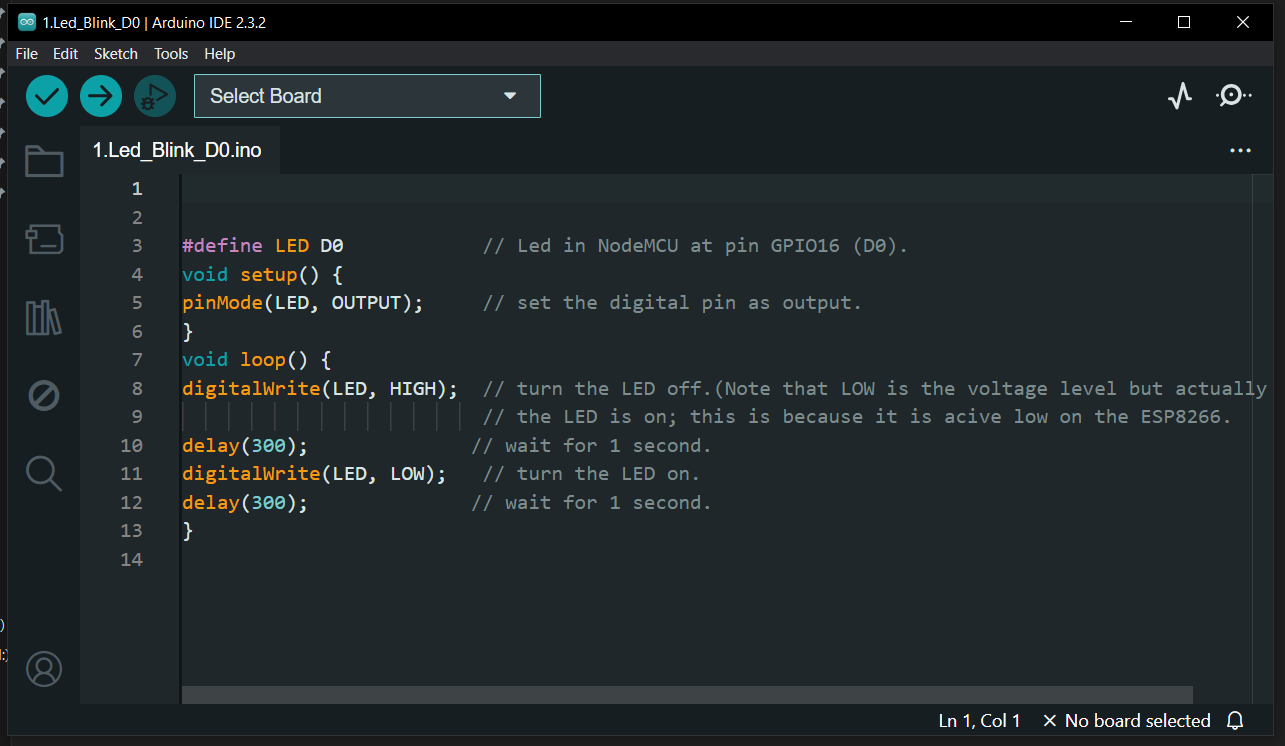 1.Led_Blink_D0 | Arduino IDE 2.3.2
File Edit Sketch Tools Help
Select Board
1.Led_Blink_D0.ino
1
2
3 #define LED D0 // Led in NodeMCU at pin GPIO16 (D0).
4 void setup() {
5 pinMode(LED, OUTPUT); // set the digital pin as output.
6 }
7 void loop() {
8 digitalWrite(LED, HIGH); // turn the LED off.(Note that LOW is the voltage level but actually
9 // the LED is on; this is because it is acive low on the ESP8266.
10 delay(300); // wait for 1 second.
11 digitalWrite(LED, LOW); // turn the LED on.
12 delay(300); // wait for 1 second.
13 }
14
Ln 1, Col 1 No board selected